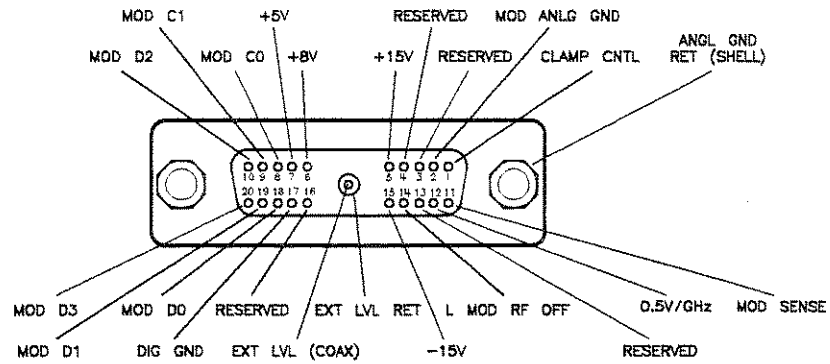 MOD C1 +5V RESERVED MOD ANLG GND
ANGL GND
MOD D2 MOD C0 +8V +15V RESERVED CLAMP CNTL RET (SHELL)
10 9 8 7 6 5 4 3 2 1
20 19 18 17 16 15 14 13 12 11
MOD D3 MOD D0 RESERVED EXT LVL RET L MOD RF OFF 0.5V/GHz MOD SENSE
MOD D1 DIG GND EXT LVL (COAX) -15V RESERVED